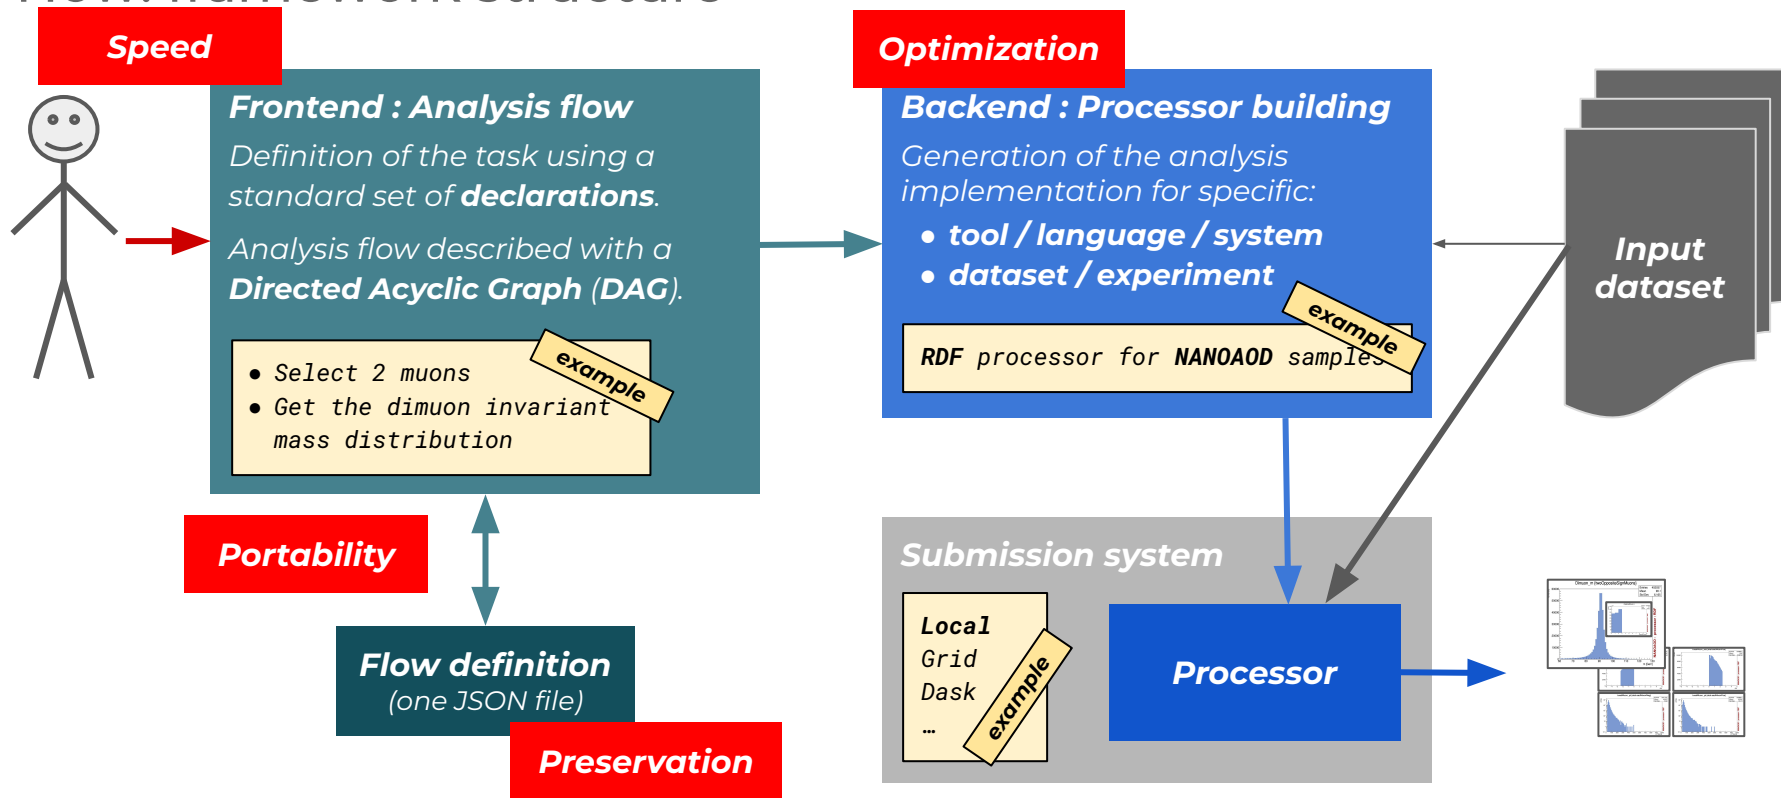 How: framework structure
Speed
Optimization
Frontend : Analysis flow
Definition of the task using a
standard set of declarations.
Analysis flow described with a
Directed Acyclic Graph (DAG).
example
● Select 2 muons
● Get the dimuon invariant
mass distribution
Backend : Processor building
Generation of the analysis
implementation for specific:
● tool / language / system
● dataset / experiment
example
RDF processor for NANOAOD samples
Input
dataset
Portability
Flow definition
(one JSON file)
Preservation
Submission system
Local
Grid
Dask
…
example
Processor